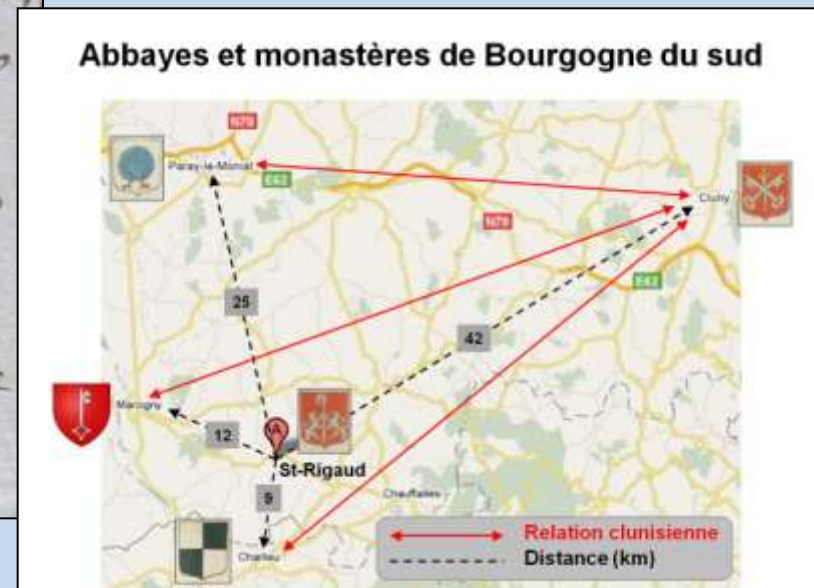 Abbayes et monastères de Bourgogne du sud
N79
Paray-le-Monial
E62
Cluny
N79
E62
25
42
Marcigny
12
A
St-Rigaud
9
Chauffailles
Charlieu
Relation clunisienne
Distance (km)